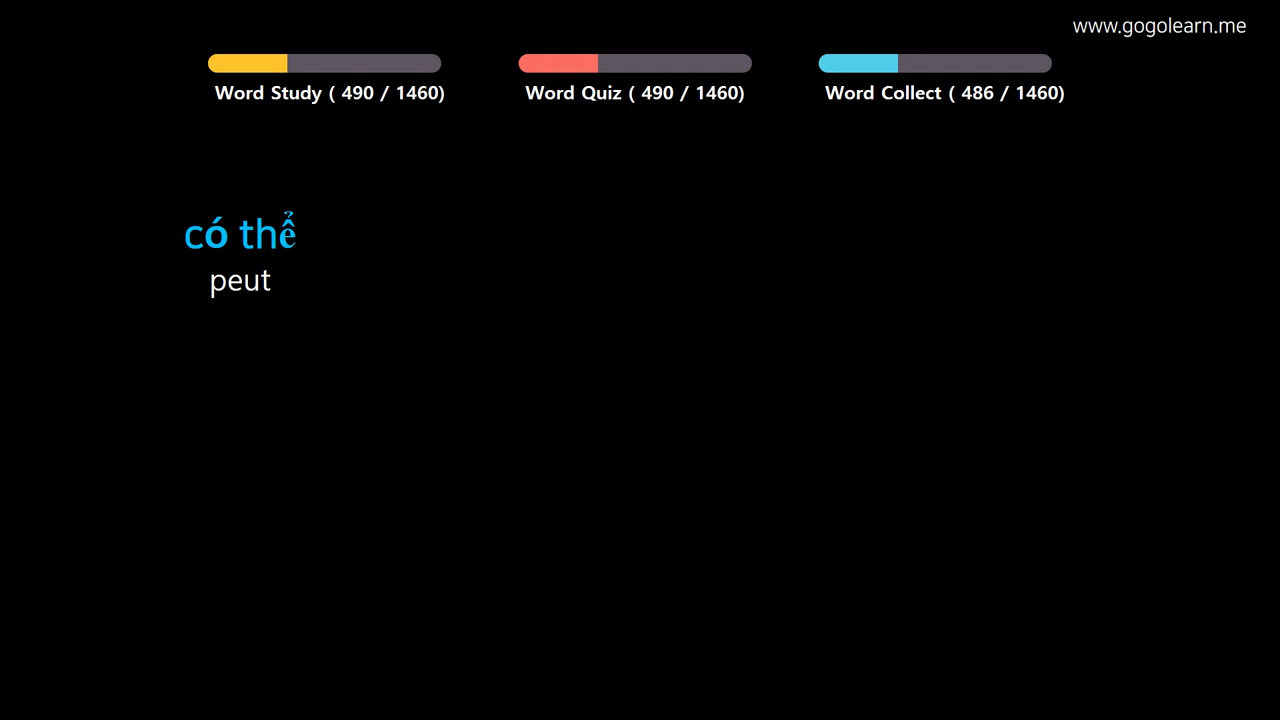 www.gogolearn.me
Word Study ( 490 / 1460)
Word Quiz ( 490 / 1460)
Word Collect ( 486 / 1460)
có thể
peut